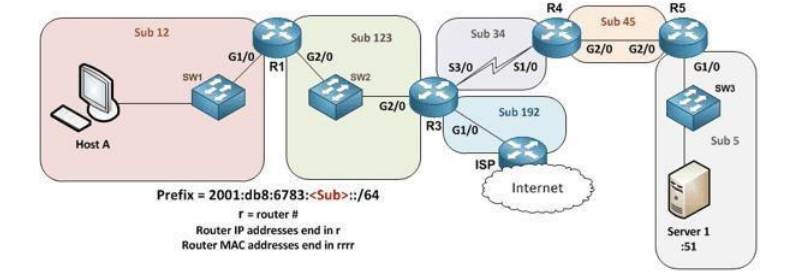 R4
R5
Sub 12
Sub 123
Sub 34
Sub 45
G1/0
R1
G2/0
G2/0
G2/0
G1/0
SW1
SW2
S3/0
S1/0
SW3
G2/0
R3
G1/0
Sub 192
Sub 5
Host A
ISP
Internet
Prefix = 2001:db8:6783:<Sub>::/64
r = router #
Router IP addresses end in r
Router MAC addresses end in rrrr
Server 1
:51